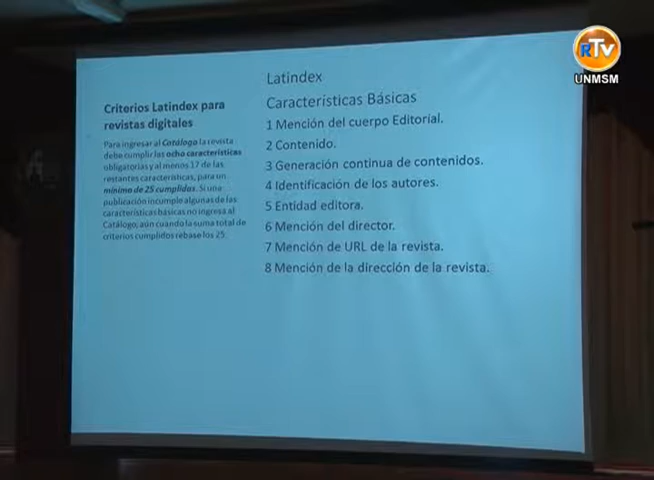 RTV
UNMSM
Latindex
Características Básicas
1 Mención del cuerpo Editorial.
2 Contenido.
3 Generación continua de contenidos.
4 Identificación de los autores.
5 Entidad editora.
6 Mención del director.
7 Mención de URL de la revista.
8 Mención de la dirección de la revista.
Criterios Latindex para
revistas digitales
Para ingresar al Catálogo la revista
debe cumplir las ocho características
obligatorias y al menos 17 de las
restantes características, para un
mínimo de 25 cumplidas. Si una
publicación incumple algunas de las
características básicas no ingresa al
Catálogo, aún cuando la suma total de
criterios cumplidos rebase los 25.